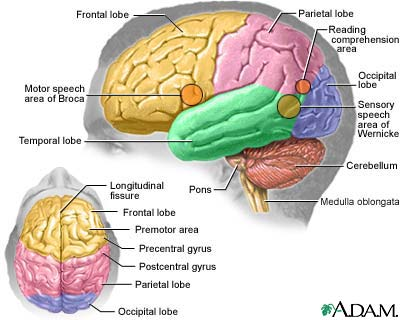 Frontal lobe
Parietal lobe
Reading
comprehension
area
Motor speech
area of Broca
Occipital
lobe
Sensory
speech
area of
Wernicke
Temporal lobe
Cerebellum
Pons
Medulla oblongata
Longitudinal
fissure
Frontal lobe
Premotor area
Precentral gyrus
Postcentral gyrus
Parietal lobe
Occipital lobe
A.D.A.M.